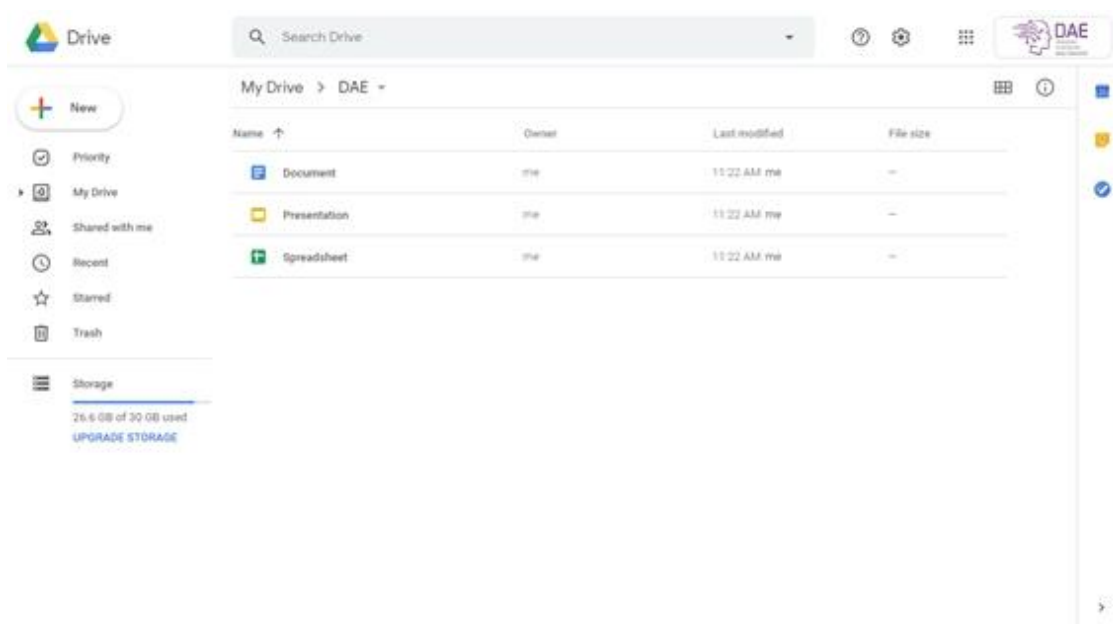 Drive
Search Drive
DAE
New
Priority
My Drive
Shared with me
Recent
Starred
Trash
Storage
26.6 GB of 30 GB used
UPGRADE STORAGE
My Drive > DAE
Name Owner Last modified File size
Document me 11:22 AM me —
Presentation me 11:22 AM me —
Spreadsheet me 11:22 AM me —